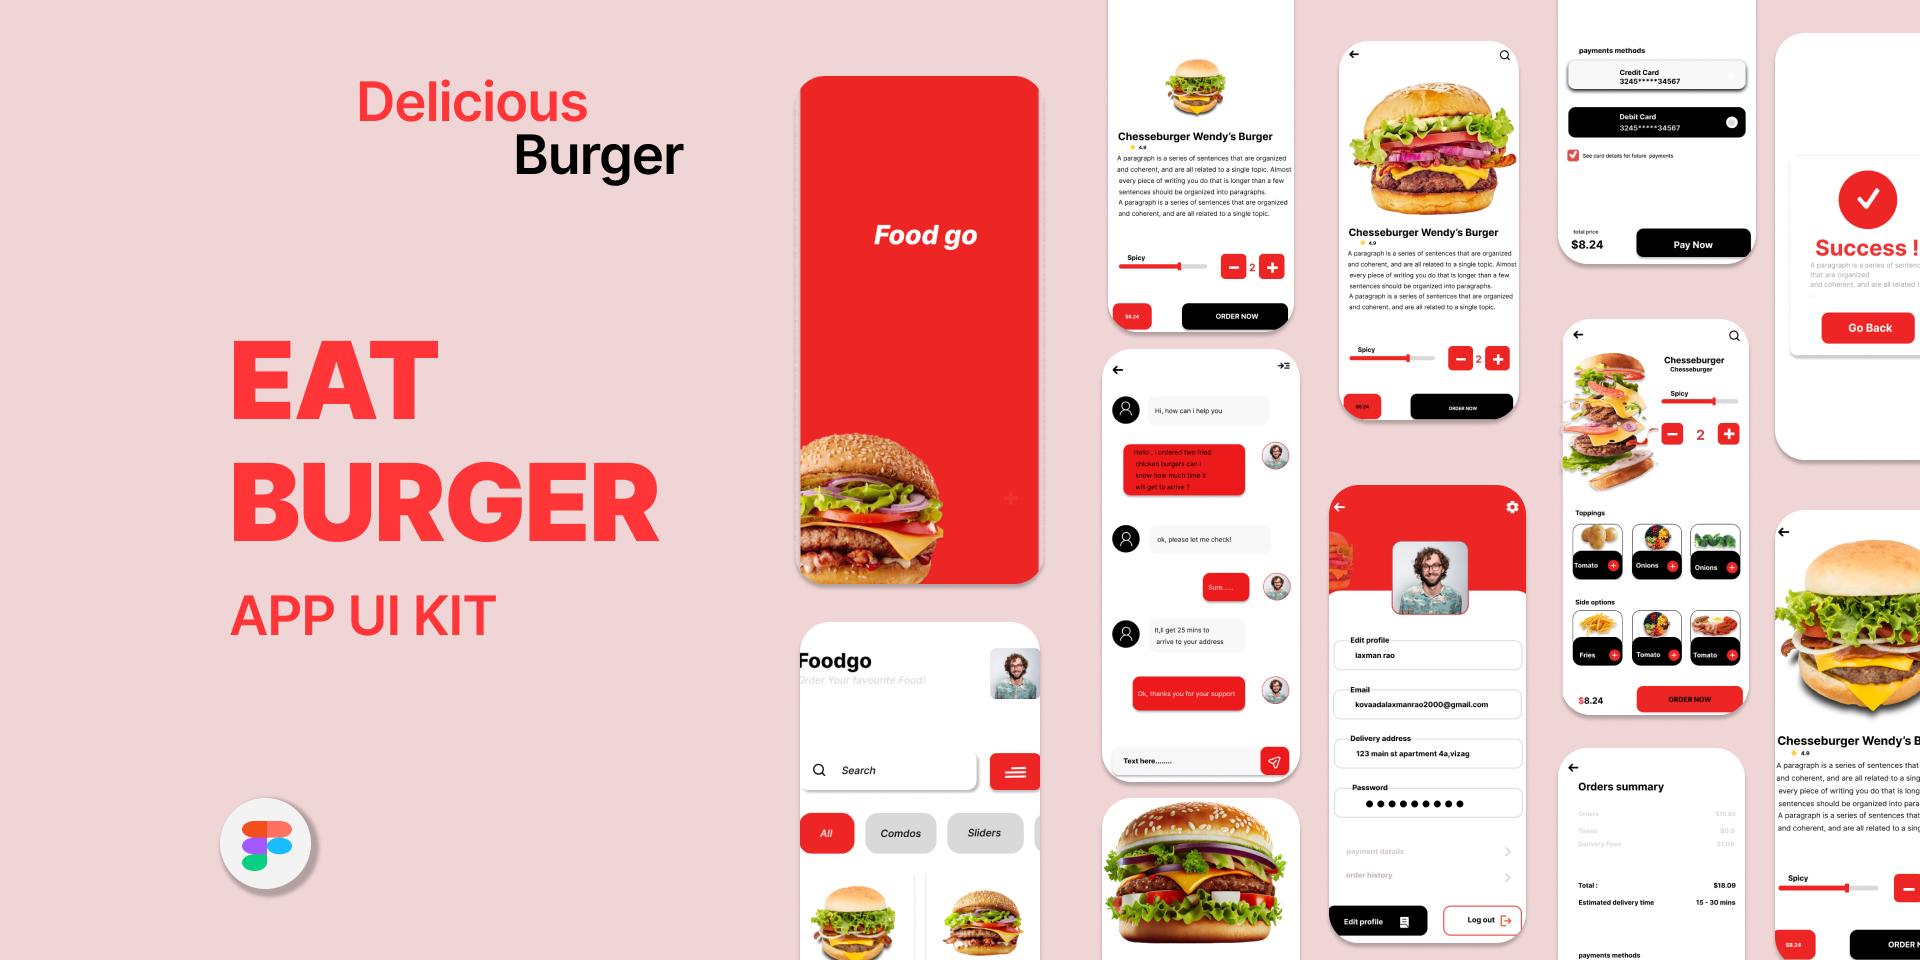 Delicious
Burger
EAT
BURGER
APP UI KIT
Food go
Foodgo
Order Your favourite Food!
Search
All
Comdos
Sliders
Chesseburger Wendy's Burger
4.9
A paragraph is a series of sentences that are organized
and coherent, and are all related to a single topic. Almost
every piece of writing you do that is longer than a few
sentences should be organized into paragraphs.
A paragraph is a series of sentences that are organized
and coherent, and are all related to a single topic.
Spicy
2
$8.24
ORDER NOW
Hi, how can i help you
Hello , i ordered two fried
chicken burgers can i
know how much time it
will get to arrive ?
ok, please let me check!
Sure......
It,ll get 25 mins to
arrive to your address
Ok, thanks you for your support
Text here........
Chesseburger Wendy's Burger
4.9
A paragraph is a series of sentences that are organized
and coherent, and are all related to a single topic. Almost
every piece of writing you do that is longer than a few
sentences should be organized into paragraphs.
A paragraph is a series of sentences that are organized
and coherent, and are all related to a single topic.
Spicy
2
$8.24
ORDER NOW
Edit profile
laxman rao
Email
kovaadalaxmanrao2000@gmail.com
Delivery address
123 main st apartment 4a,vizag
Password
payment datails
order history
Edit profile
Log out
payments methods
Credit Card
3245*****34567
Debit Card
3245*****34567
See card details for future payments
total price
$8.24
Pay Now
Chesseburger
Chesseburger
Spicy
2
Toppings
Tomato
Onions
Onions
Side options
Fries
Tomato
Tomato
$8.24
ORDER NOW
Orders summary
Orders
$16.89
Taxes
$0.9
Delivery Fees
$1.09
Total :
$18.09
Estimated delivery time
15 - 30 mins
payments methods
Success !
A paragraph is a series of sentenc
that are organized
and coherent, and are all related t
Go Back
Chesseburger Wendy's B
4.9
A paragraph is a series of sentences that
and coherent, and are all related to a sing
every piece of writing you do that is long
sentences should be organized into para
A paragraph is a series of sentences that
and coherent, and are all related to a sing
Spicy
$8.24
ORDER N